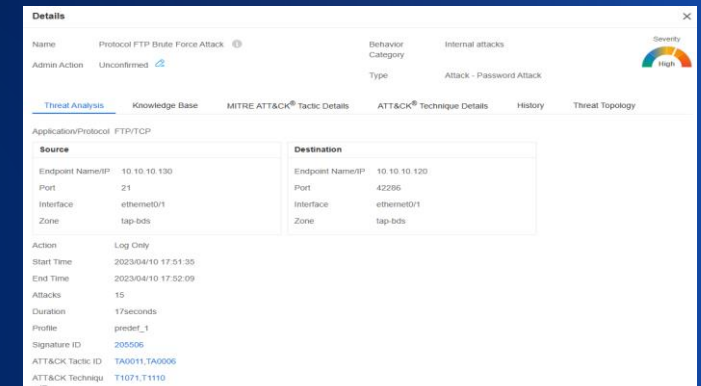 Details
Name Protocol FTP Brute Force Attack Behavior Category Internal attacks Severity
High
Admin Action Unconfirmed
Type Attack - Password Attack
Threat Analysis Knowledge Base MITRE ATT&CK® Tactic Details ATT&CK® Technique Details History Threat Topology
Application/Protocol FTP/TCP
Source Destination
Endpoint Name/IP 10.10.10.130 Endpoint Name/IP 10.10.10.120
Port 21 Port 42286
Interface ethernet0/1 Interface ethernet0/1
Zone tap-bds Zone tap-bds
Action Log Only
Start Time 2023/04/10 17:51:35
End Time 2023/04/10 17:52:09
Attacks 15
Duration 17seconds
Profile predef_1
Signature ID 205506
ATT&CK Tactic ID TA0011,TA0006
ATT&CK Techniqu T1071,T1110